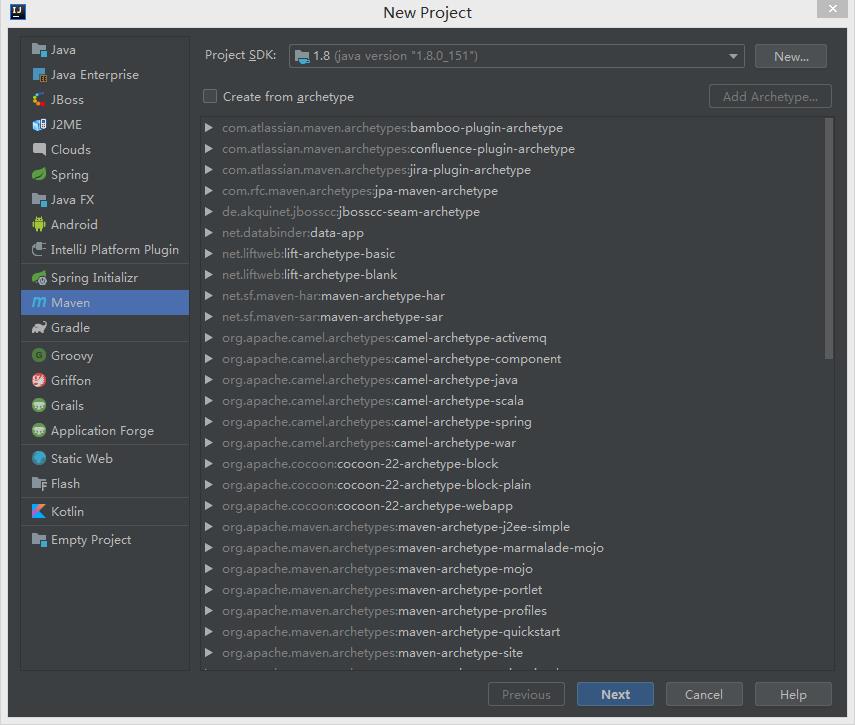 New Project
Java
Java Enterprise
JBoss
J2ME
Clouds
Spring
Java FX
Android
IntelliJ Platform Plugin
Spring Initializr
Maven
Gradle
Groovy
Griffon
Grails
Application Forge
Static Web
Flash
Kotlin
Empty Project
Project SDK: 1.8 (java version "1.8.0_151") New...
Create from archetype Add Archetype...
com.atlassian.maven.archetypes:bamboo-plugin-archetype
com.atlassian.maven.archetypes:confluence-plugin-archetype
com.atlassian.maven.archetypes:jira-plugin-archetype
com.rfc.maven.archetypes:jpa-maven-archetype
de.akquinet.jbosscc:jbosscc-seam-archetype
net.databinder:data-app
net.liftweb:lift-archetype-basic
net.liftweb:lift-archetype-blank
net.sf.maven-har:maven-archetype-har
net.sf.maven-sar:maven-archetype-sar
org.apache.camel.archetypes:camel-archetype-activemq
org.apache.camel.archetypes:camel-archetype-component
org.apache.camel.archetypes:camel-archetype-java
org.apache.camel.archetypes:camel-archetype-scala
org.apache.camel.archetypes:camel-archetype-spring
org.apache.camel.archetypes:camel-archetype-war
org.apache.cocoon:cocoon-22-archetype-block
org.apache.cocoon:cocoon-22-archetype-block-plain
org.apache.cocoon:cocoon-22-archetype-webapp
org.apache.maven.archetypes:maven-archetype-j2ee-simple
org.apache.maven.archetypes:maven-archetype-marmalade-mojo
org.apache.maven.archetypes:maven-archetype-mojo
org.apache.maven.archetypes:maven-archetype-portlet
org.apache.maven.archetypes:maven-archetype-profiles
org.apache.maven.archetypes:maven-archetype-quickstart
org.apache.maven.archetypes:maven-archetype-site
Previous Next Cancel Help